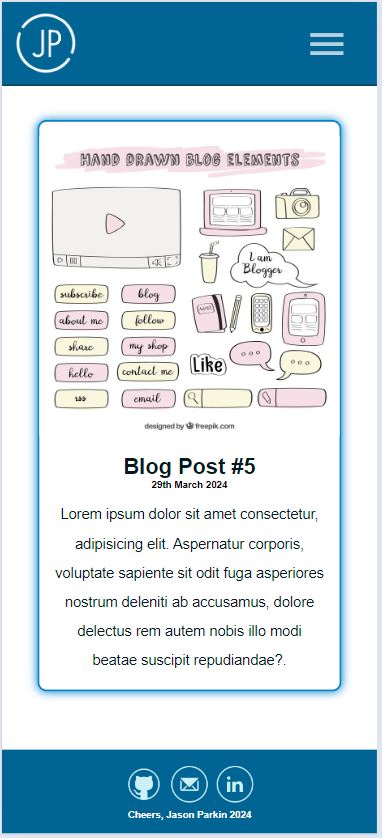 JP
HAND DRAWN BLOG ELEMENTS
I am
Blogger
subscribe
blog
about me
follow
NOTE
share
my shop
Like
hello
contact me
rss
email
designed by freepik.com
Blog Post #5
29th March 2024
Lorem ipsum dolor sit amet consectetur,
adipisicing elit. Aspernatur corporis,
voluptate sapiente sit odit fuga asperiores
nostrum deleniti ab accusamus, dolore
delectus rem autem nobis illo modi
beatae suscipit repudiandae?.
in
Cheers, Jason Parkin 2024